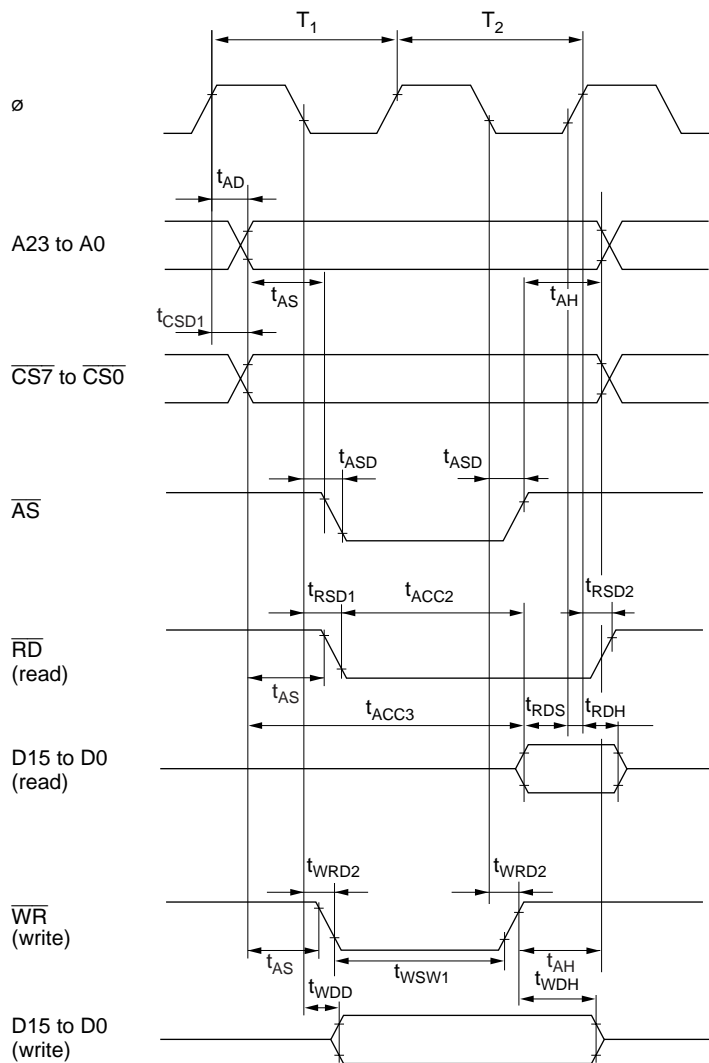 T1 T2
ø
tAD
A23 to A0
tAS tAH
tCSD1
CS7 to CS0
tASD tASD
AS
tRSD1 tACC2 tRSD2
RD
(read)
tAS
tACC3 tRDS tRDH
D15 to D0
(read)
tWRD2 tWRD2
WR
(write)
tAS tWSW1 tAH
tWDD tWDH
D15 to D0
(write)